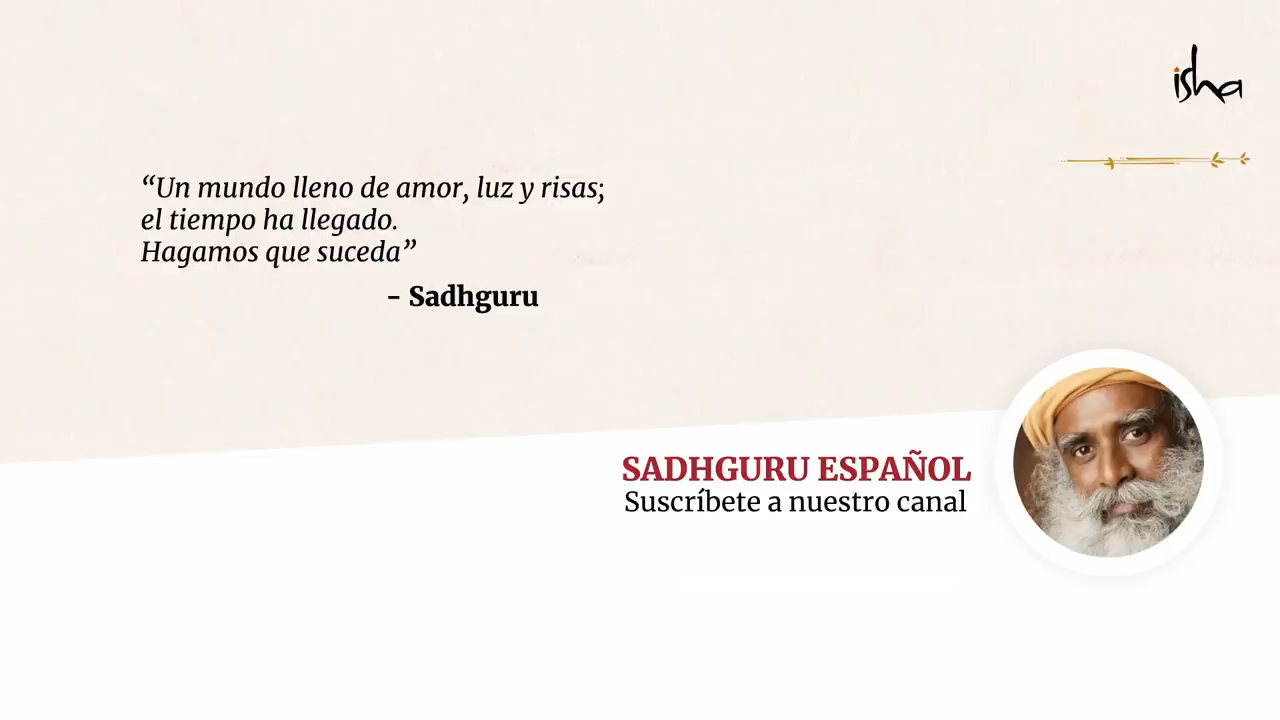 isha
“Un mundo lleno de amor, luz y risas;
el tiempo ha llegado.
Hagamos que suceda”
- Sadhguru
SADHGURU ESPAÑOL
Suscríbete a nuestro canal